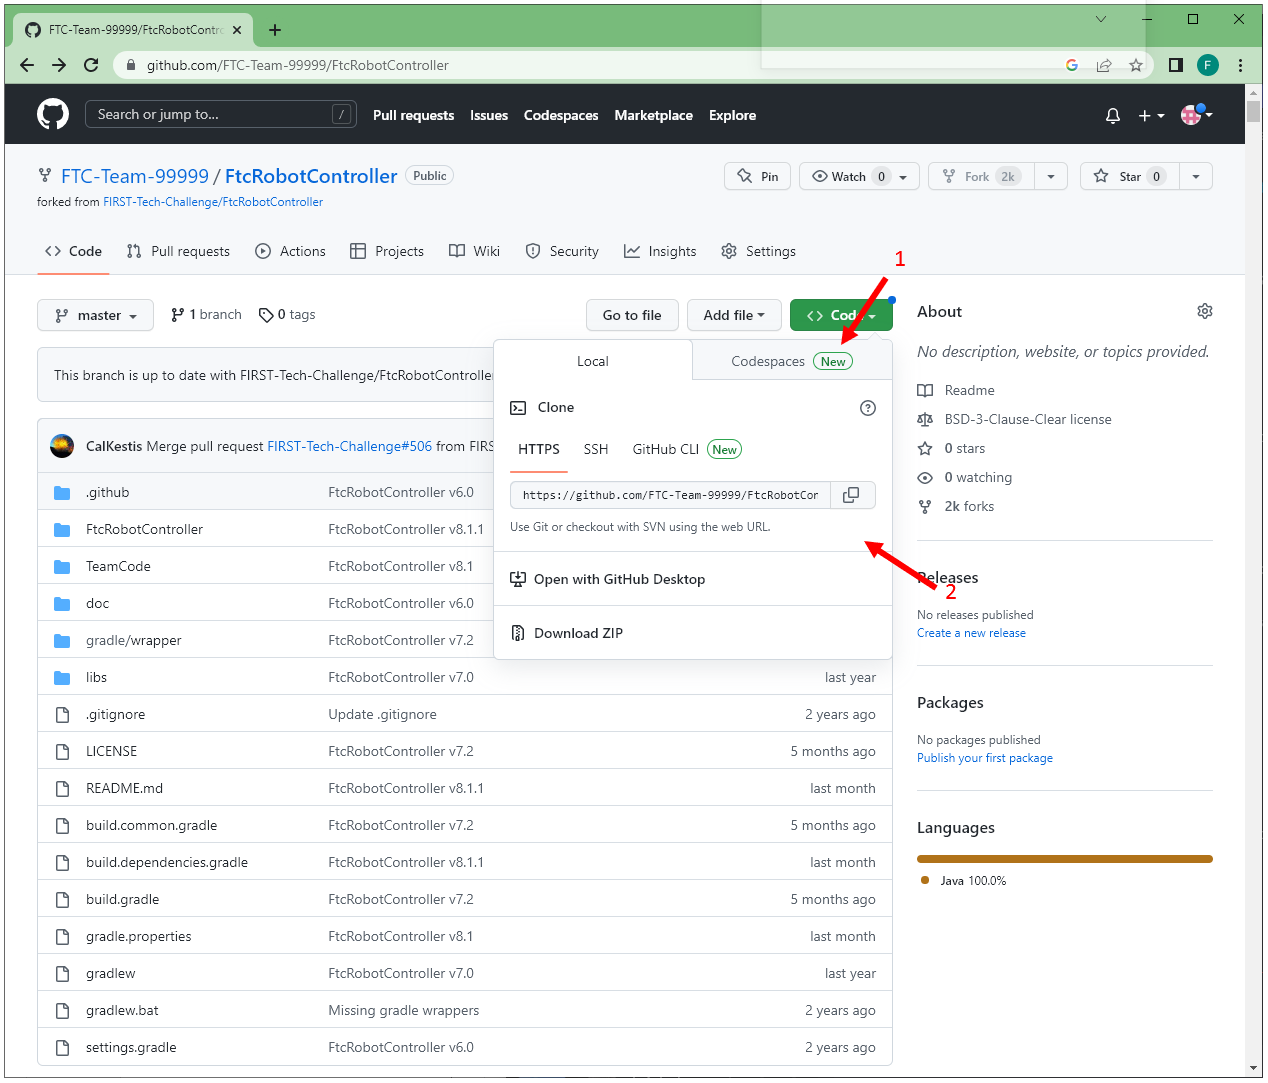 FTC-Team-99999/FtcRobotContro
github.com/FTC-Team-99999/FtcRobotController
F
Search or jump to...
/
Pull requests Issues Codespaces Marketplace Explore
FTC-Team-99999 / FtcRobotController Public
Pin
Watch 0
Fork 2k
Star 0
forked from FIRST-Tech-Challenge/FtcRobotController
Code Pull requests Actions Projects Wiki Security Insights Settings
1
master
1 branch
0 tags
Go to file
Add file
Code
This branch is up to date with FIRST-Tech-Challenge/FtcRobotController
Local
Codespaces New
Clone
HTTPS SSH GitHub CLI New
https://github.com/FTC-Team-99999/FtcRobotCor
Use Git or checkout with SVN using the web URL.
2
Open with GitHub Desktop
Download ZIP
CalKestis Merge pull request FIRST-Tech-Challenge#506 from FIRS
.github FtcRobotController v6.0
FtcRobotController FtcRobotController v8.1.1
TeamCode FtcRobotController v8.1
doc FtcRobotController v6.0
gradle/wrapper FtcRobotController v7.2
libs FtcRobotController v7.0 last year
.gitignore Update .gitignore 2 years ago
LICENSE FtcRobotController v7.2 5 months ago
README.md FtcRobotController v8.1.1 last month
build.common.gradle FtcRobotController v7.2 5 months ago
build.dependencies.gradle FtcRobotController v8.1.1 last month
build.gradle FtcRobotController v7.2 5 months ago
gradle.properties FtcRobotController v8.1 last month
gradlew FtcRobotController v7.0 last year
gradlew.bat Missing gradle wrappers 2 years ago
settings.gradle FtcRobotController v6.0 2 years ago
About
No description, website, or topics provided.
Readme
BSD-3-Clause-Clear license
0 stars
0 watching
2k forks
Releases
No releases published
Create a new release
Packages
No packages published
Publish your first package
Languages
Java 100.0%